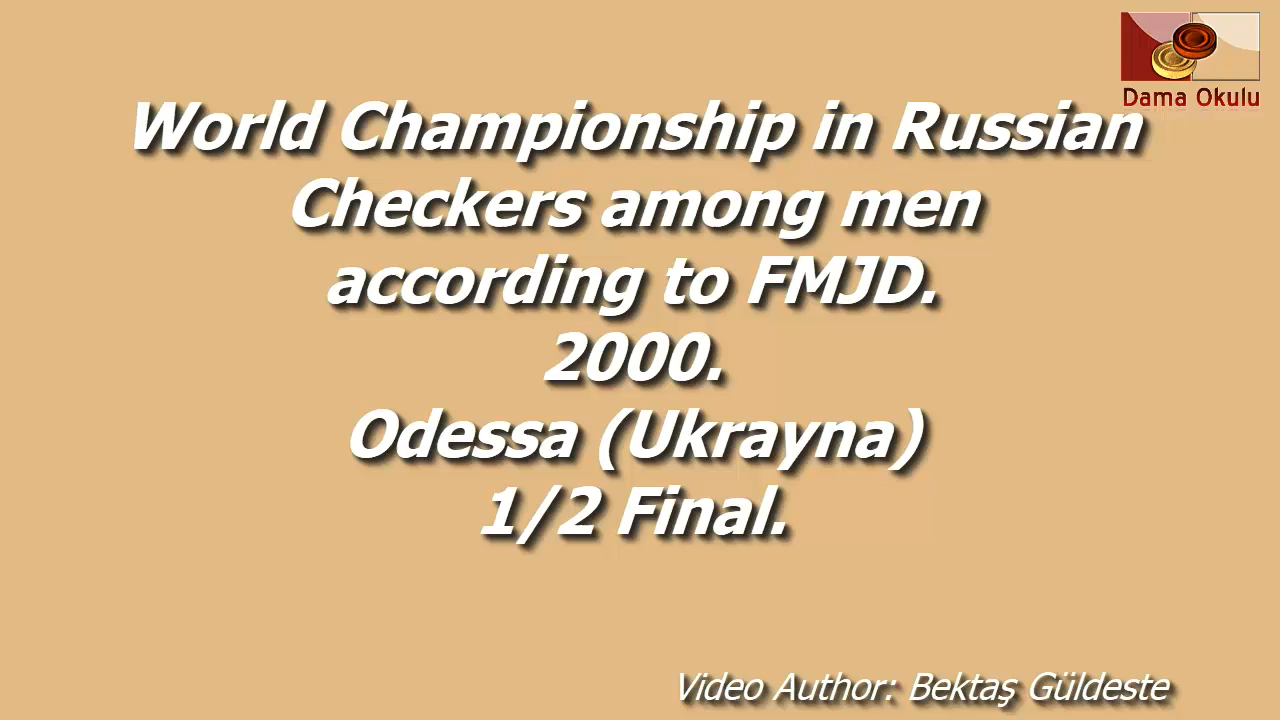 Dama Okulu
World Championship in Russian
Checkers among men
according to FMJD.
2000.
Odessa (Ukrayna)
1/2 Final.
Video Author: Bektaş Güldeste